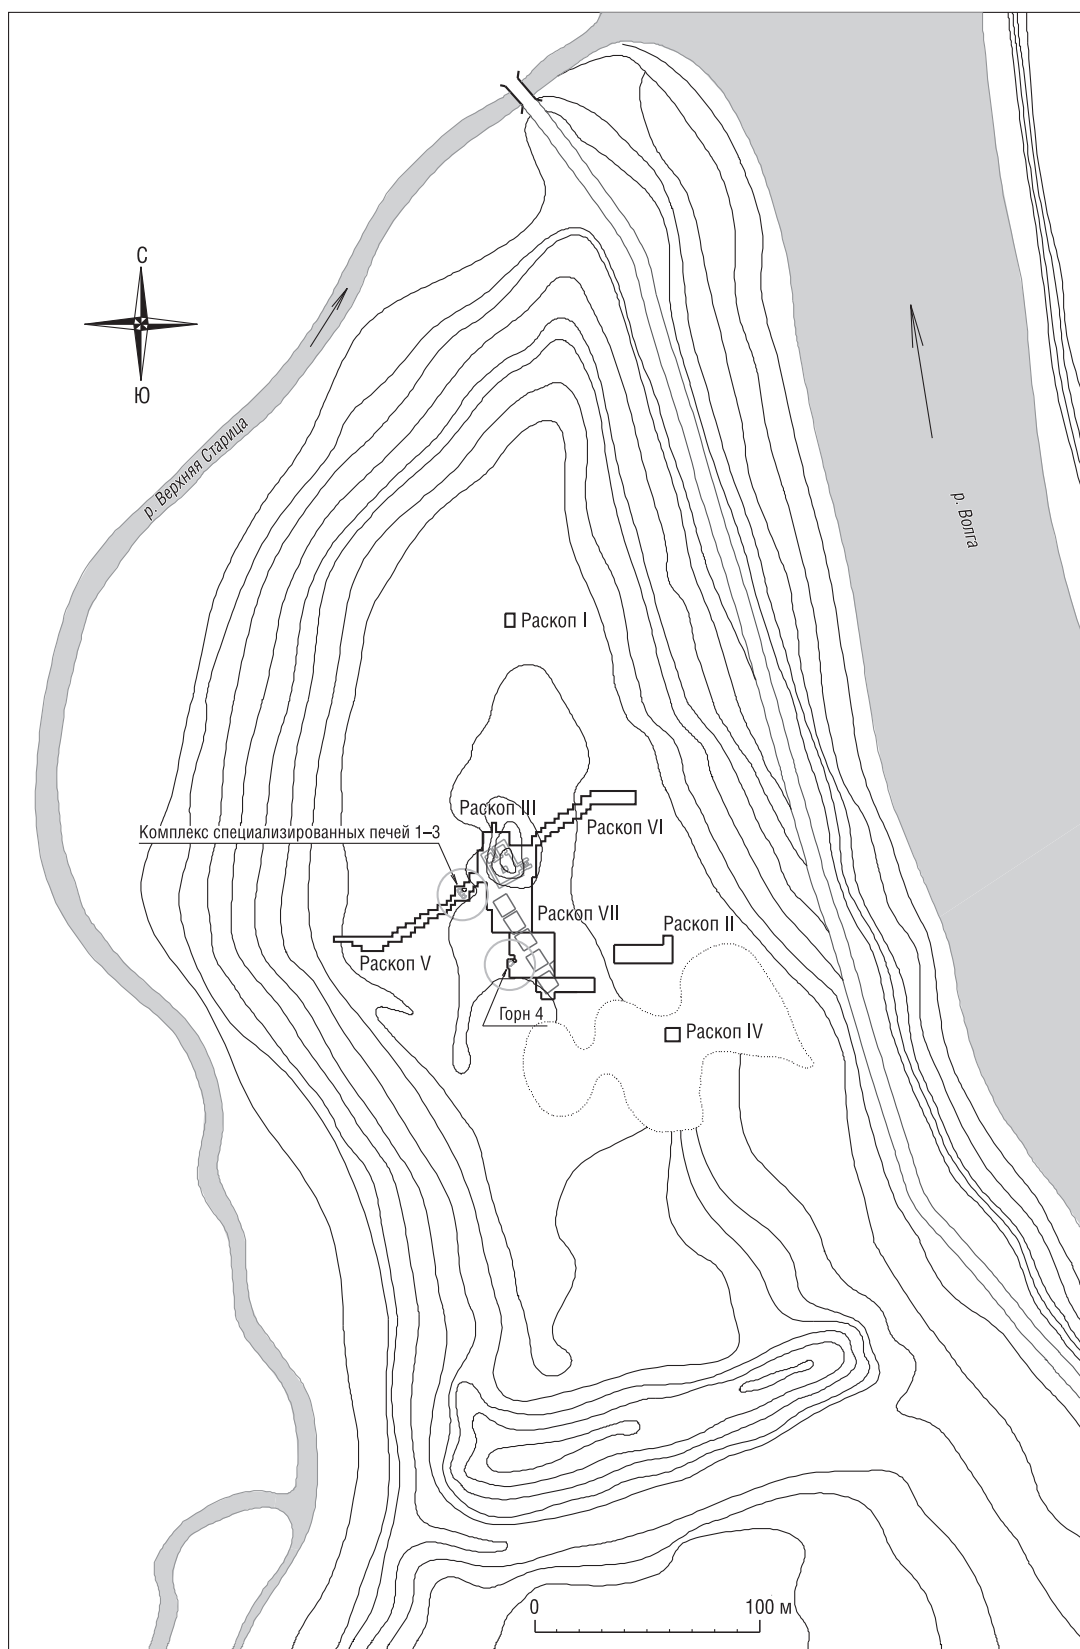 С
Ю
р. Верхняя Старица
р. Волга
Раскоп I
Раскоп III
Раскоп VI
Комплекс специализированных печей 1–3
Раскоп VII
Раскоп II
Раскоп V
Горн 4
Раскоп IV
0 100 м